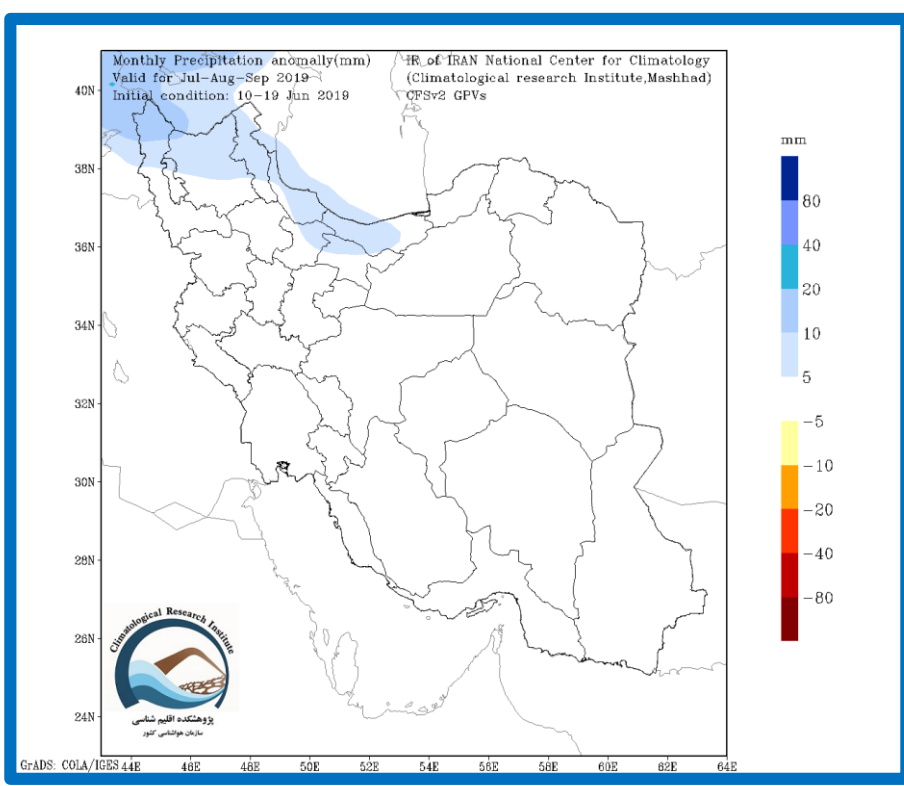 Monthly Precipitation anomally(mm)
Valid for Jul-Aug-Sep 2019
Initial condition: 10-19 Jun 2019
IR of IRAN National Center for Climatology
(Climatological research Institute,Mashhad)
CFSv2 GPVs
40N
38N
36N
34N
32N
30N
28N
26N
24N
44E 46E 48E 50E 52E 54E 56E 58E 60E 62E 64E
mm
80
40
20
10
5
-5
-10
-20
-40
-80
Climatological Research Institute
پژوهشکده اقلیم شناسی
سازمان هواشناسی کشور
GrADS: COLA/IGES